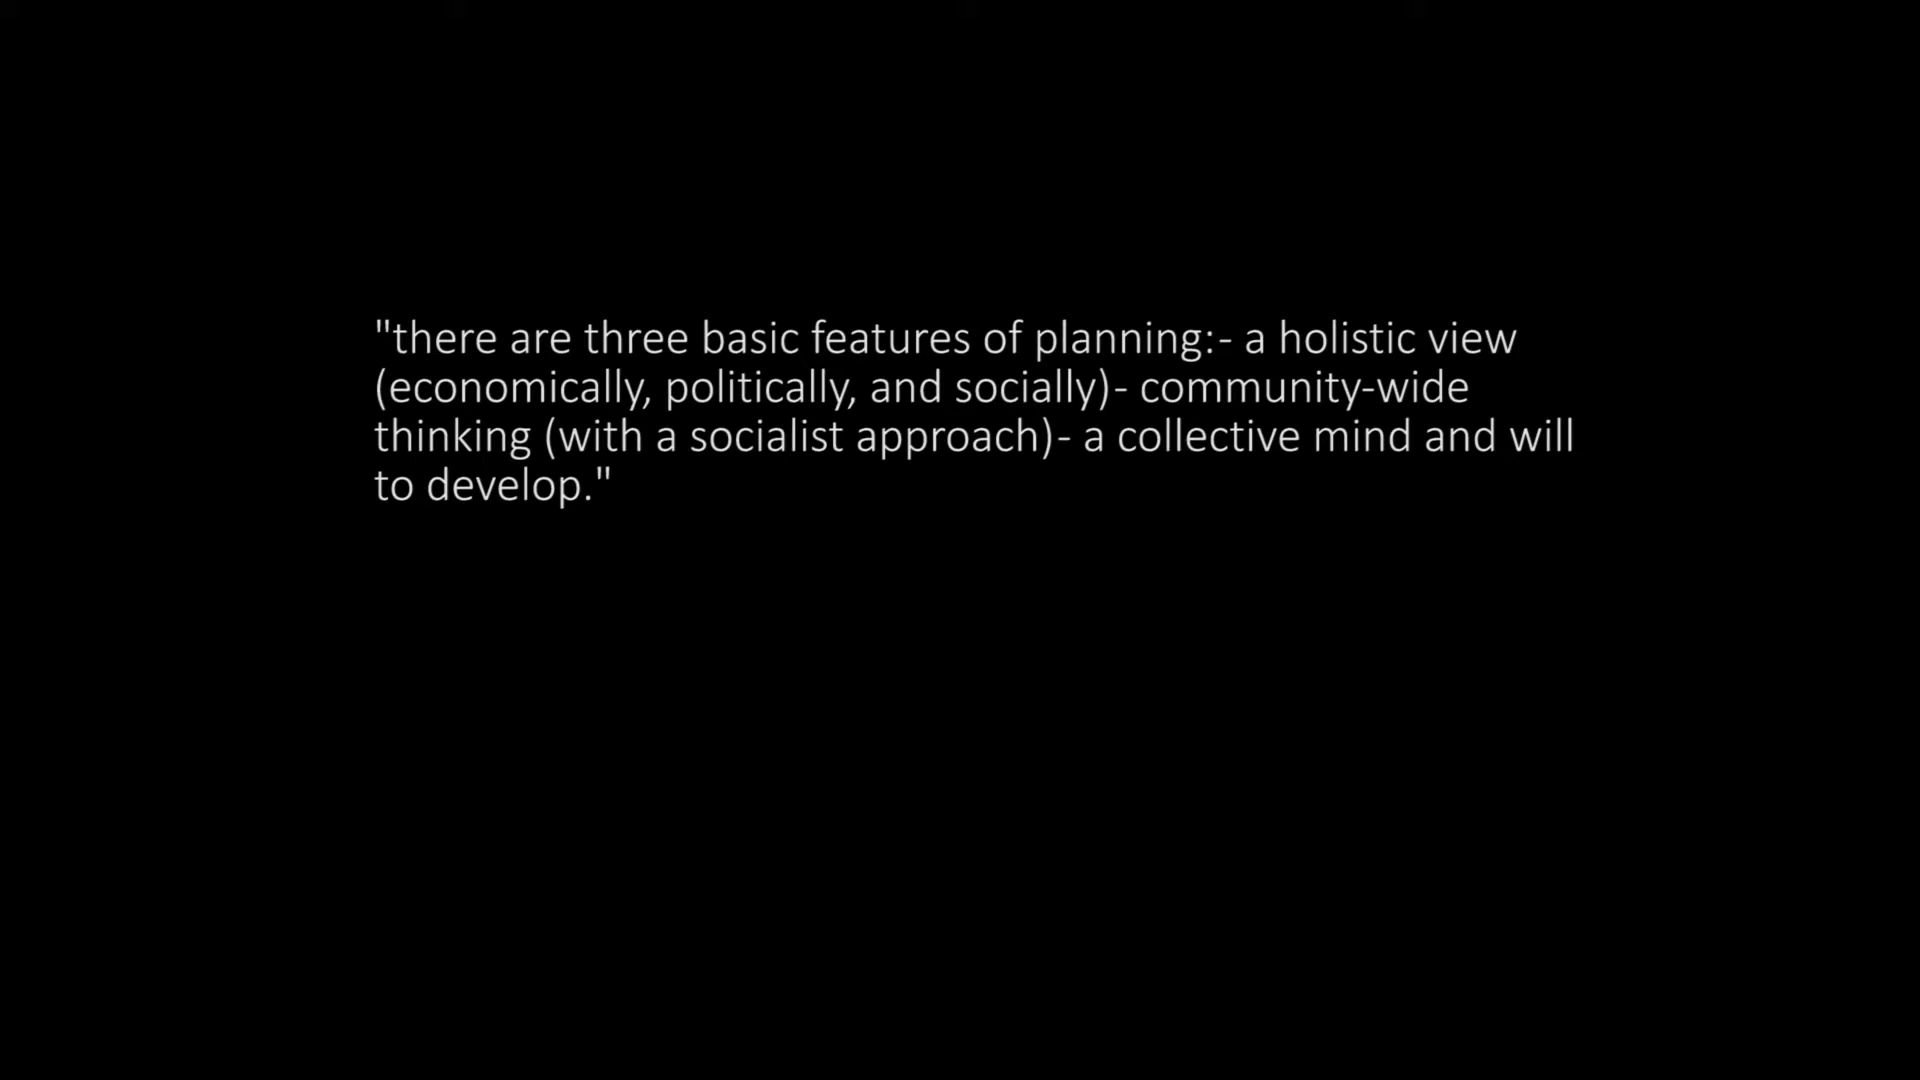 "there are three basic features of planning:- a holistic view
(economically, politically, and socially)- community-wide
thinking (with a socialist approach)- a collective mind and will
to develop."